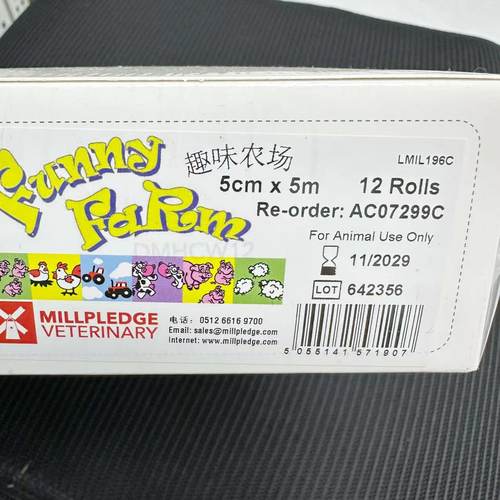 Funny
FaRm
趣味农场
LMIL196C
5cm x 5m 12 Rolls
Re-order: AC07299C
For Animal Use Only
11/2029
LOT 642356
DMHCW12
MILLPLEDGE
VETERINARY
电话: 0512 6616 9700
Email: sales@millpledge.com
Internet: www.millpledge.com
5 055141 571907